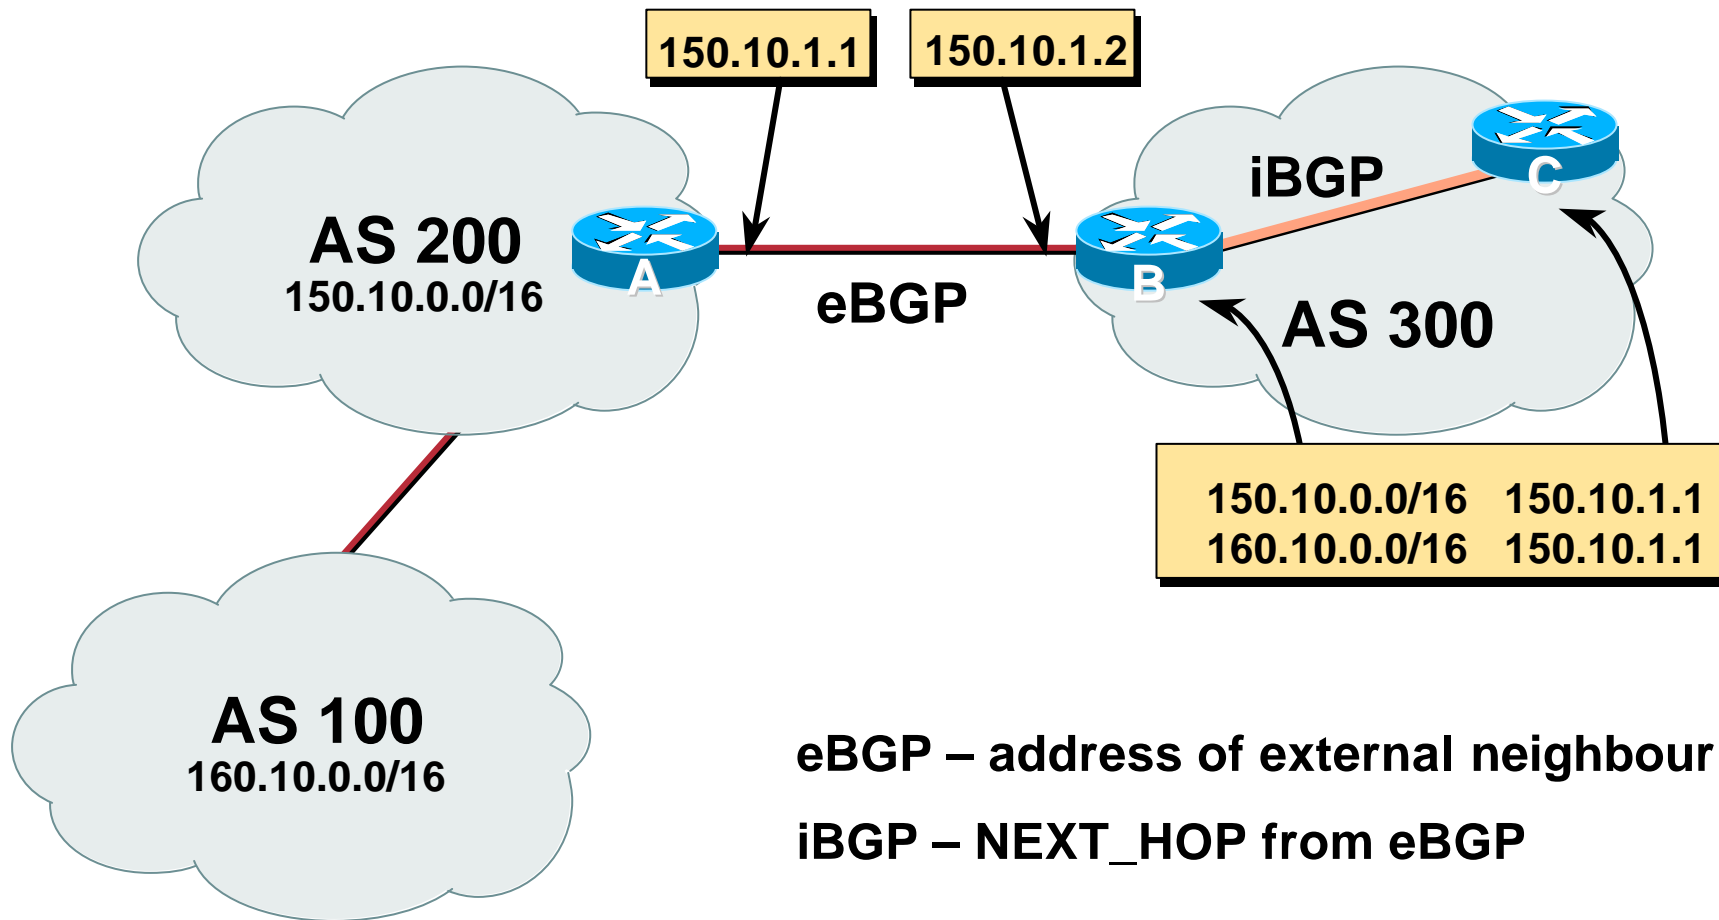 150.10.1.1
150.10.1.2
iBGP
C
AS 200
150.10.0.0/16
A
B
eBGP
AS 300
150.10.0.0/16 150.10.1.1
160.10.0.0/16 150.10.1.1
AS 100
160.10.0.0/16
eBGP – address of external neighbour
iBGP – NEXT_HOP from eBGP